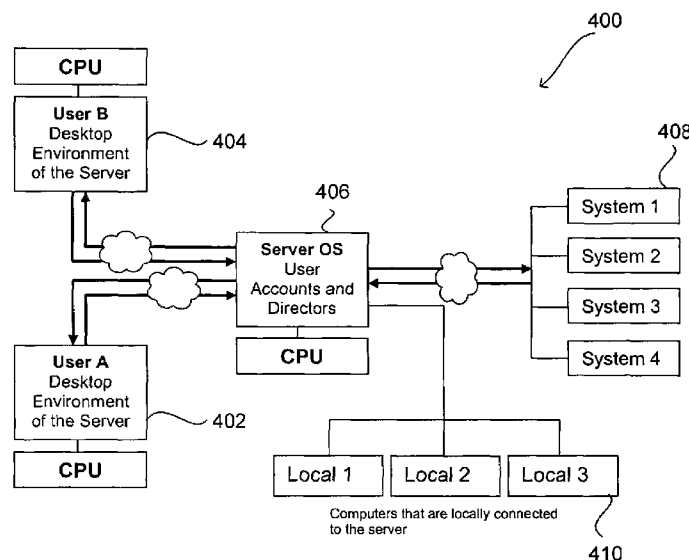 400
CPU
User B
Desktop
Environment
of the Server
404
408
System 1
System 2
System 3
System 4
406
Server OS
User
Accounts and
Directors
CPU
User A
Desktop
Environment
of the Server
402
CPU
Local 1
Local 2
Local 3
Computers that are locally connected
to the server
410